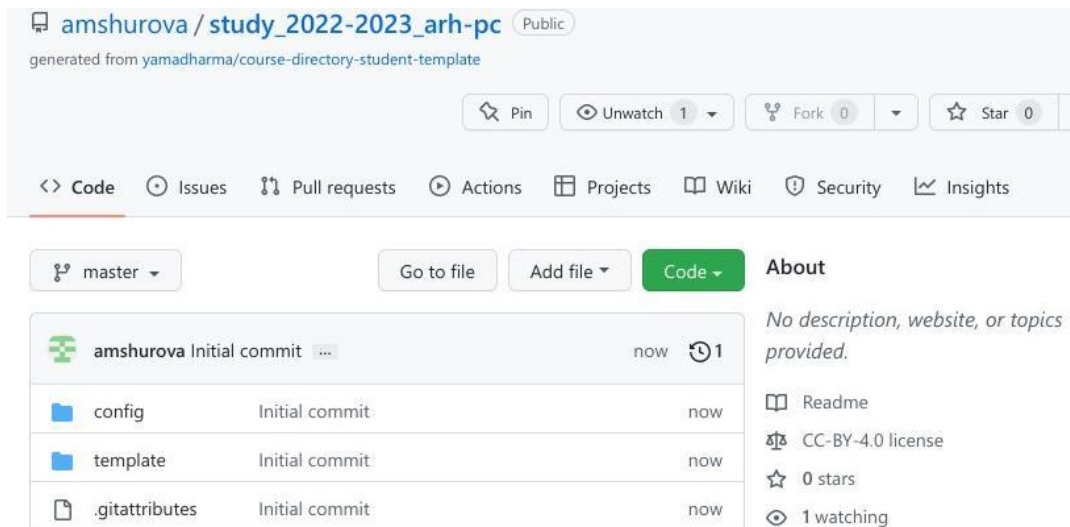 amshurova / study_2022-2023_arh-pc Public
generated from yamadharma/course-directory-student-template
Pin Unwatch 1 Fork 0 Star 0
<> Code Issues Pull requests Actions Projects Wiki Security Insights
master Go to file Add file Code
amshurova Initial commit ... now 1
config Initial commit now
template Initial commit now
.gitattributes Initial commit now
About
No description, website, or topics
provided.
Readme
CC-BY-4.0 license
0 stars
1 watching